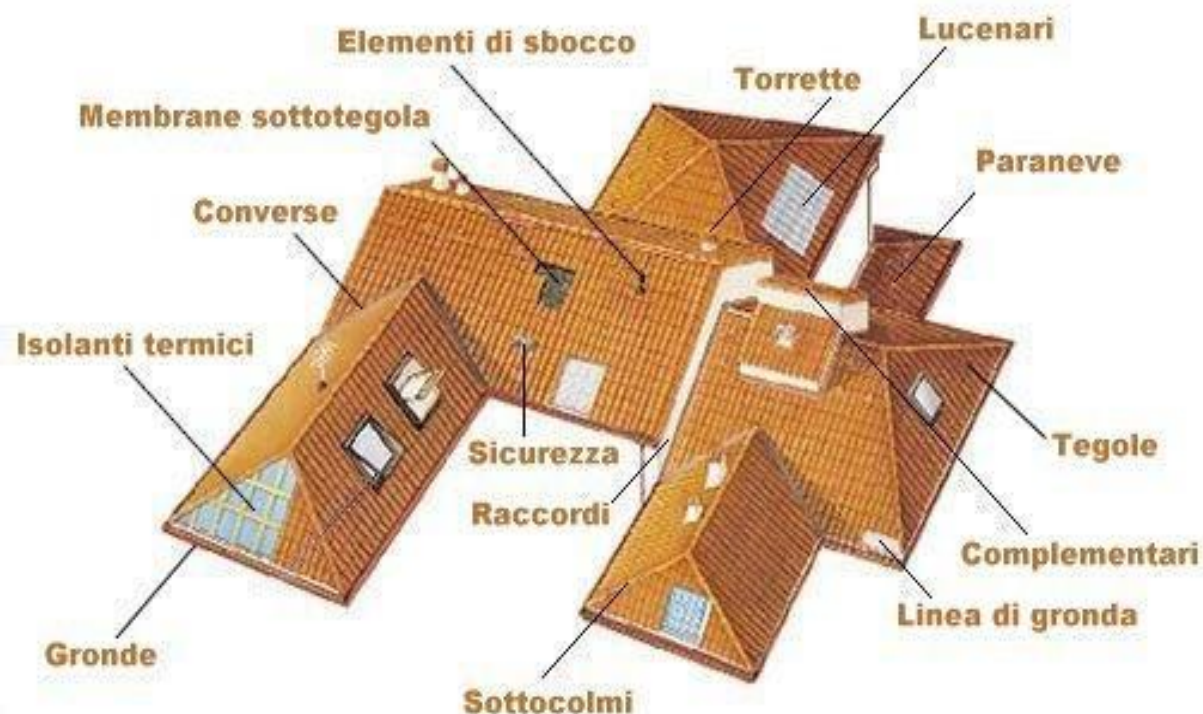 Lucenari
Elementi di sbocco
Torrette
Membrane sottotegola
Paraneve
Converse
Isolanti termici
Sicurezza
Tegole
Raccordi
Complementari
Linea di gronda
Gronde
Sottocolmi